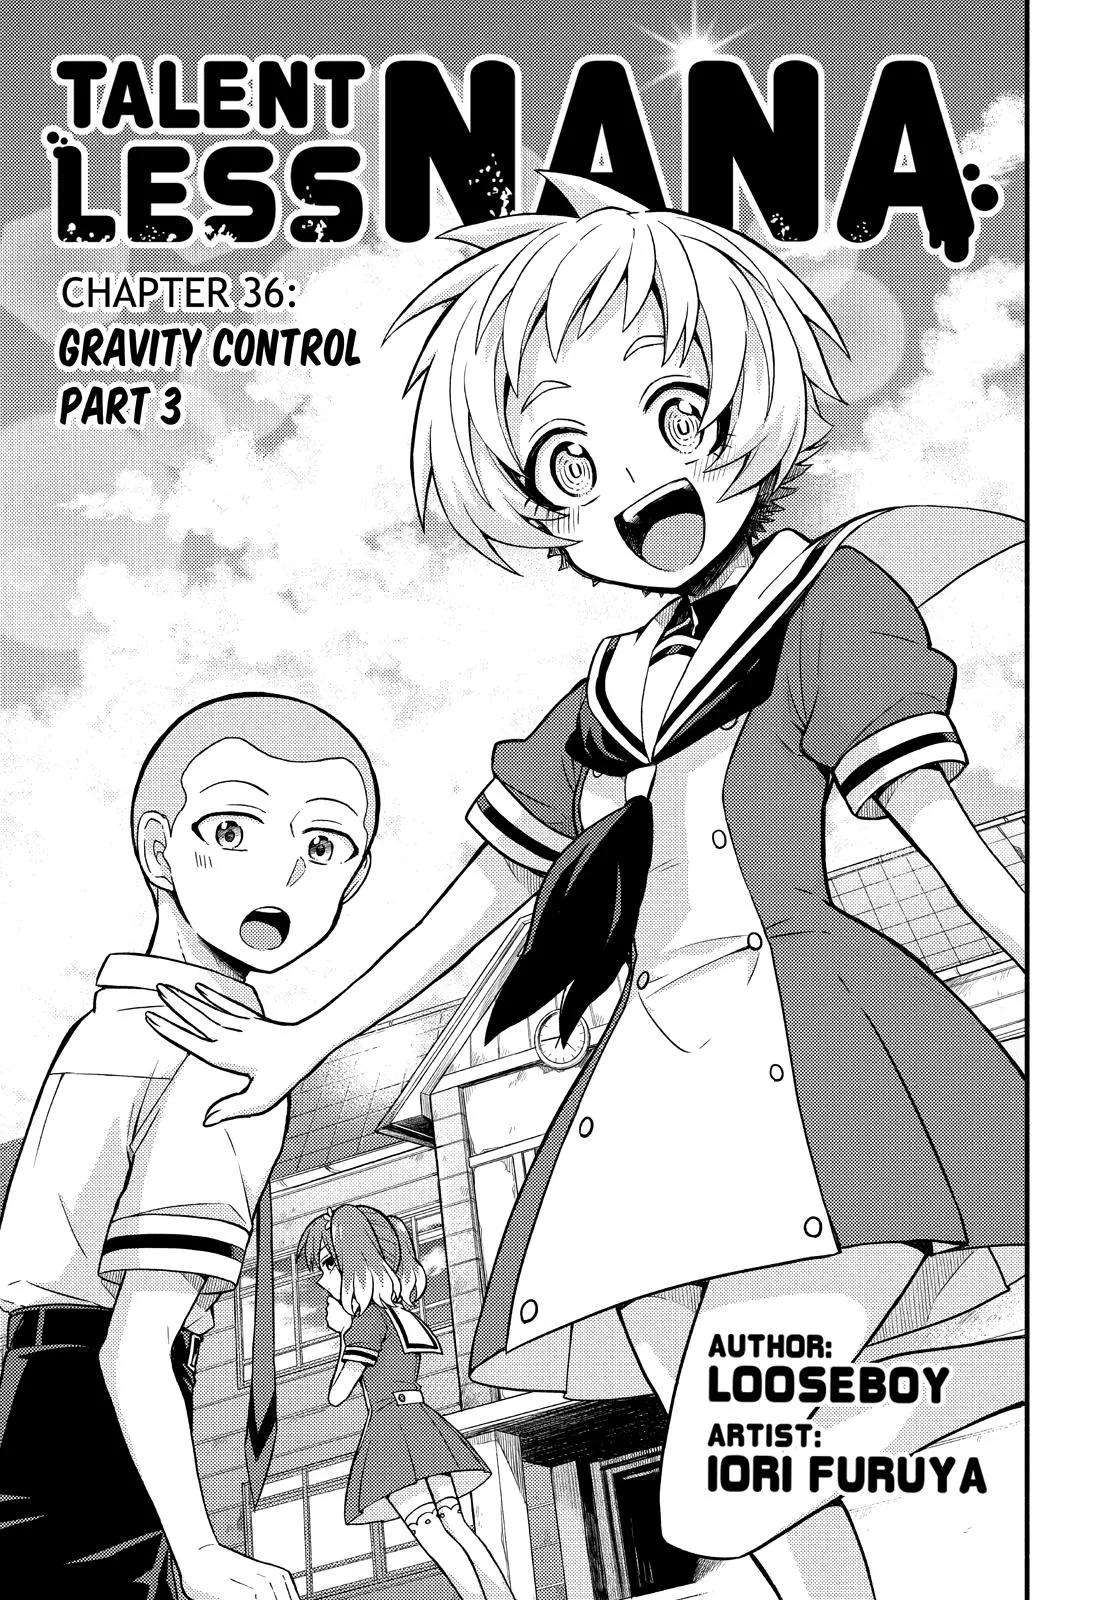 TALENT
LESS NANA
CHAPTER 36:
GRAVITY CONTROL
PART 3
AUTHOR:
LOOSEBOY
ARTIST:
IORI FURUYA